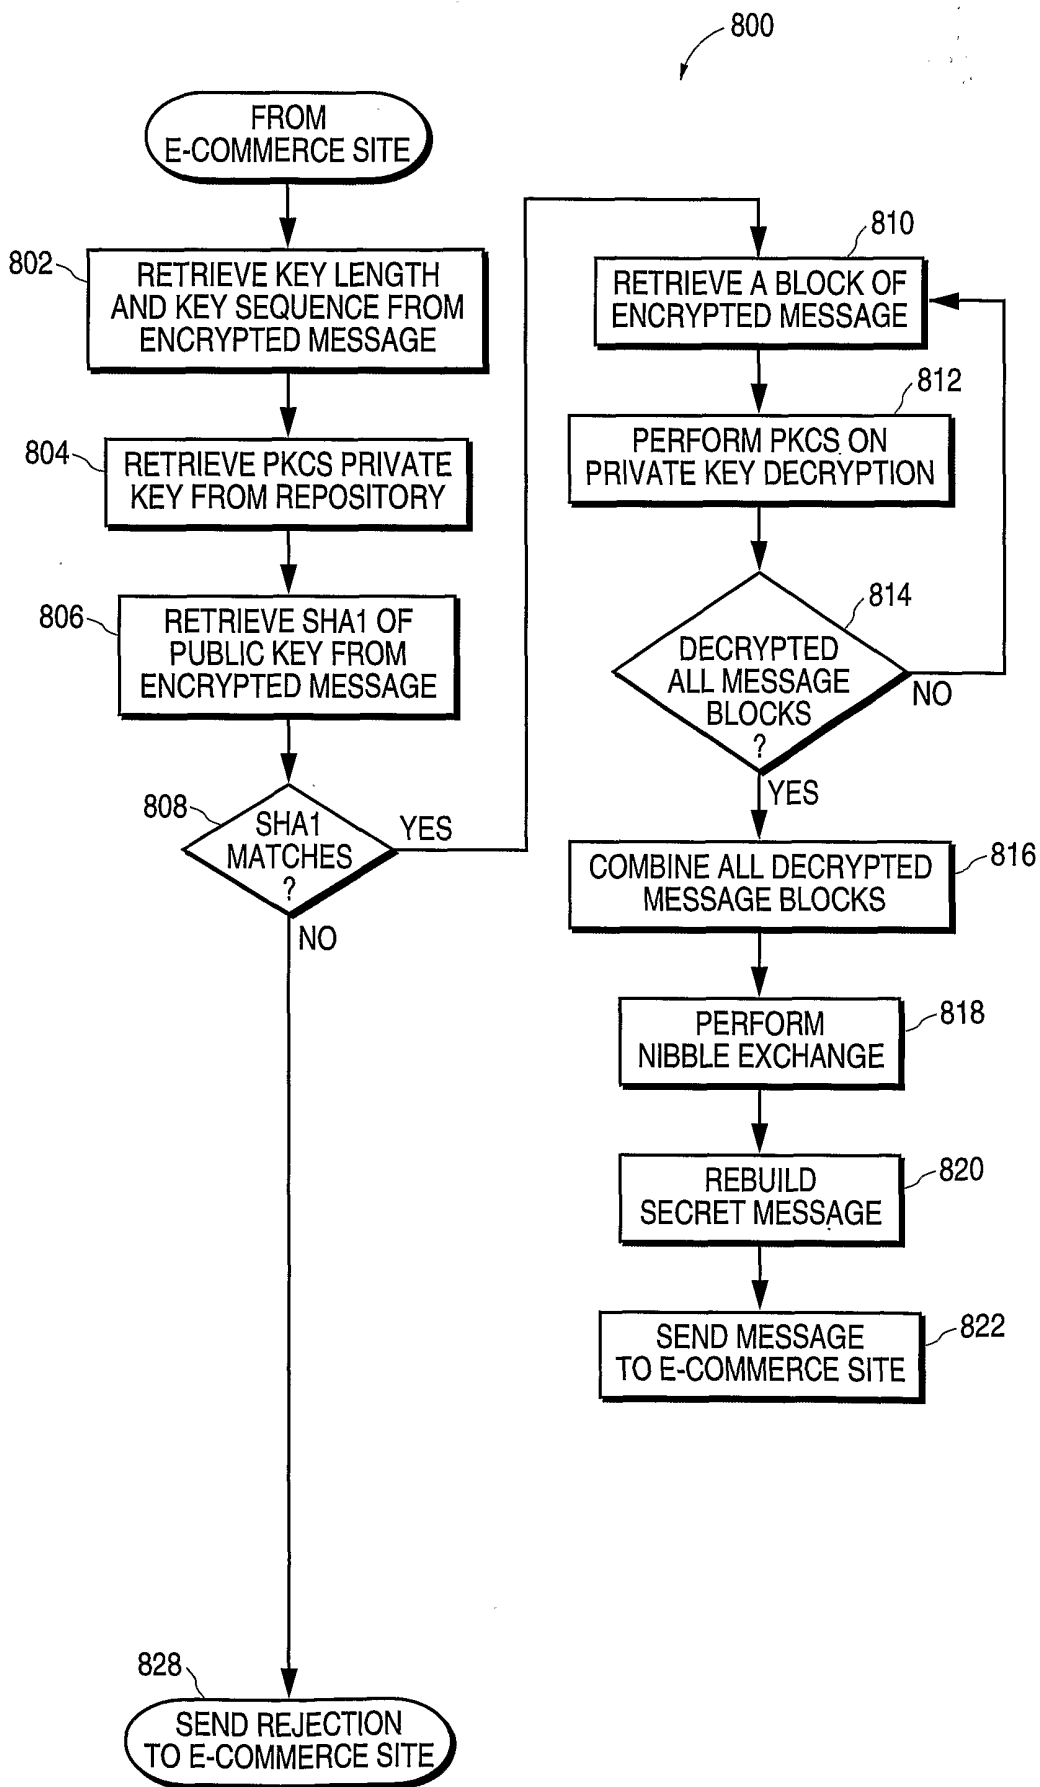 800
FROM
E-COMMERCE SITE
802
RETRIEVE KEY LENGTH
AND KEY SEQUENCE FROM
ENCRYPTED MESSAGE
804
RETRIEVE PKCS PRIVATE
KEY FROM REPOSITORY
806
RETRIEVE SHA1 OF
PUBLIC KEY FROM
ENCRYPTED MESSAGE
808
SHA1
MATCHES
?
YES
NO
810
RETRIEVE A BLOCK OF
ENCRYPTED MESSAGE
812
PERFORM PKCS ON
PRIVATE KEY DECRYPTION
814
DECRYPTED
ALL MESSAGE
BLOCKS
?
NO
YES
816
COMBINE ALL DECRYPTED
MESSAGE BLOCKS
818
PERFORM
NIBBLE EXCHANGE
820
REBUILD
SECRET MESSAGE
822
SEND MESSAGE
TO E-COMMERCE SITE
828
SEND REJECTION
TO E-COMMERCE SITE